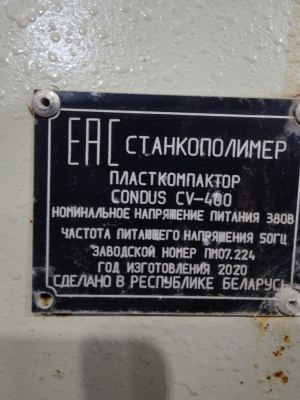 EAC СТАНКОПОЛИМЕР
ПЛАСТКОМПАКТОР
CONDUS CV-400
НОМИНАЛЬНОЕ НАПРЯЖЕНИЕ ПИТАНИЯ 380В
ЧАСТОТА ПИТАЮЩЕГО НАПРЯЖЕНИЯ 50ГЦ
ЗАВОДСКОЙ НОМЕР ПМ07.224
ГОД ИЗГОТОВЛЕНИЯ 2020
СДЕЛАНО В РЕСПУБЛИКЕ БЕЛАРУСЬ